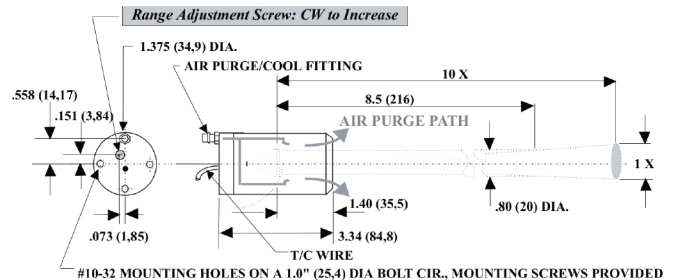 Range Adjustment Screw: CW to Increase
1.375 (34,9) DIA.
AIR PURGE/COOL FITTING
10 X
.558 (14,17)
8.5 (216)
.151 (3,84)
AIR PURGE PATH
1 X
1.40 (35,5)
.80 (20) DIA.
.073 (1,85)
3.34 (84,8)
T/C WIRE
#10-32 MOUNTING HOLES ON A 1.0" (25,4) DIA BOLT CIR., MOUNTING SCREWS PROVIDED